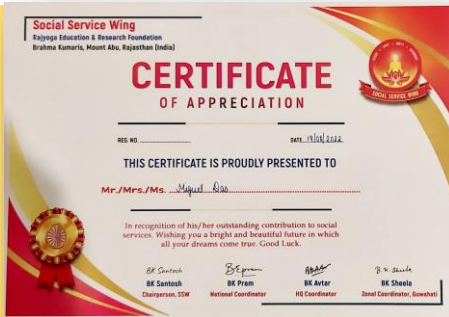 Social Service Wing
Rajyoga Education & Research Foundation
Brahma Kumaris, Mount Abu, Rajasthan (India)
SOCIAL SERVICE WING
CERTIFICATE
OF APPRECIATION
REG. NO.
DATE 19/08/2022
THIS CERTIFICATE IS PROUDLY PRESENTED TO
Mr./Mrs./Ms. Miguel Das
In recognition of his/her outstanding contribution to social
services. Wishing you a bright and beautiful future in which
all your dreams come true. Good Luck.
BK Santosh BK Prem BK Avtar BK Sheela
Chairperson, SSW National Coordinator HQ Coordinator Zonal Coordinator, Guwahati